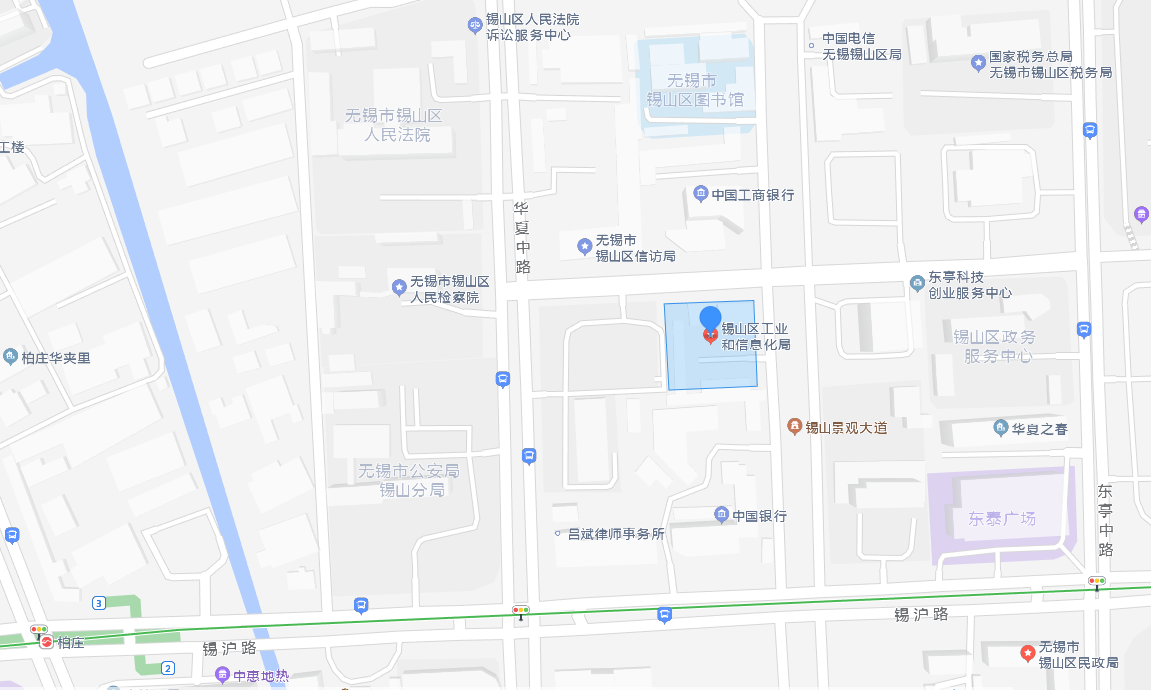 锡山区人民法院
诉讼服务中心
中国电信
无锡锡山区局
国家税务总局
无锡市锡山区税务局
无锡市
锡山区图书馆
无锡市锡山区
人民法院
工楼
中国工商银行
华夏中路
无锡市
锡山区信访局
无锡市锡山区
人民检察院
东亭科技
创业服务中心
锡山区工业
和信息化局
锡山区政务
服务中心
柏庄华夹里
锡山景观大道
华夏之春
无锡市公安局
锡山分局
东亭中路
中国银行
东泰广场
吕斌律师事务所
3
锡沪路
柏庄
锡沪路
无锡市
锡山区民政局
2
中惠地热